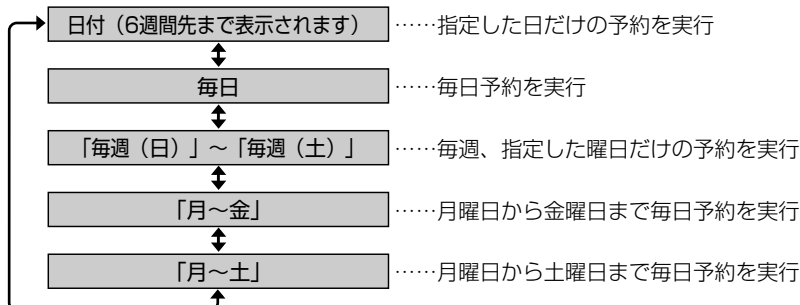 日付（6週間先まで表示されます） ……指定した日だけの予約を実行
毎日 ……毎日予約を実行
「毎週（日）」～「毎週（土）」 ……毎週、指定した曜日だけの予約を実行
「月～金」 ……月曜日から金曜日まで毎日予約を実行
「月～土」 ……月曜日から土曜日まで毎日予約を実行